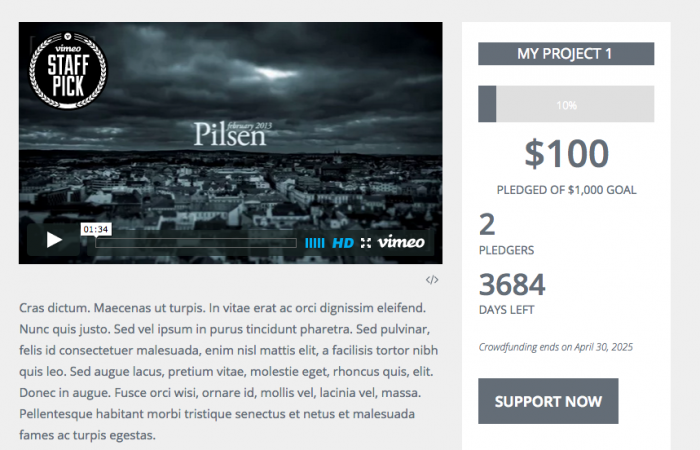 vimeo
STAFF
PICK
february 2013
Pilsen
01:34
HD vimeo
</>
Cras dictum. Maecenas ut turpis. In vitae erat ac orci dignissim eleifend.
Nunc quis justo. Sed vel ipsum in purus tincidunt pharetra. Sed pulvinar,
felis id consectetuer malesuada, enim nisl mattis elit, a facilisis tortor nibh
quis leo. Sed augue lacus, pretium vitae, molestie eget, rhoncus quis, elit.
Donec in augue. Fusce orci wisi, ornare id, mollis vel, lacinia vel, massa.
Pellentesque habitant morbi tristique senectus et netus et malesuada
fames ac turpis egestas.
MY PROJECT 1
10%
$100
PLEDGED OF $1,000 GOAL
2
PLEDGERS
3684
DAYS LEFT
Crowdfunding ends on April 30, 2025
SUPPORT NOW